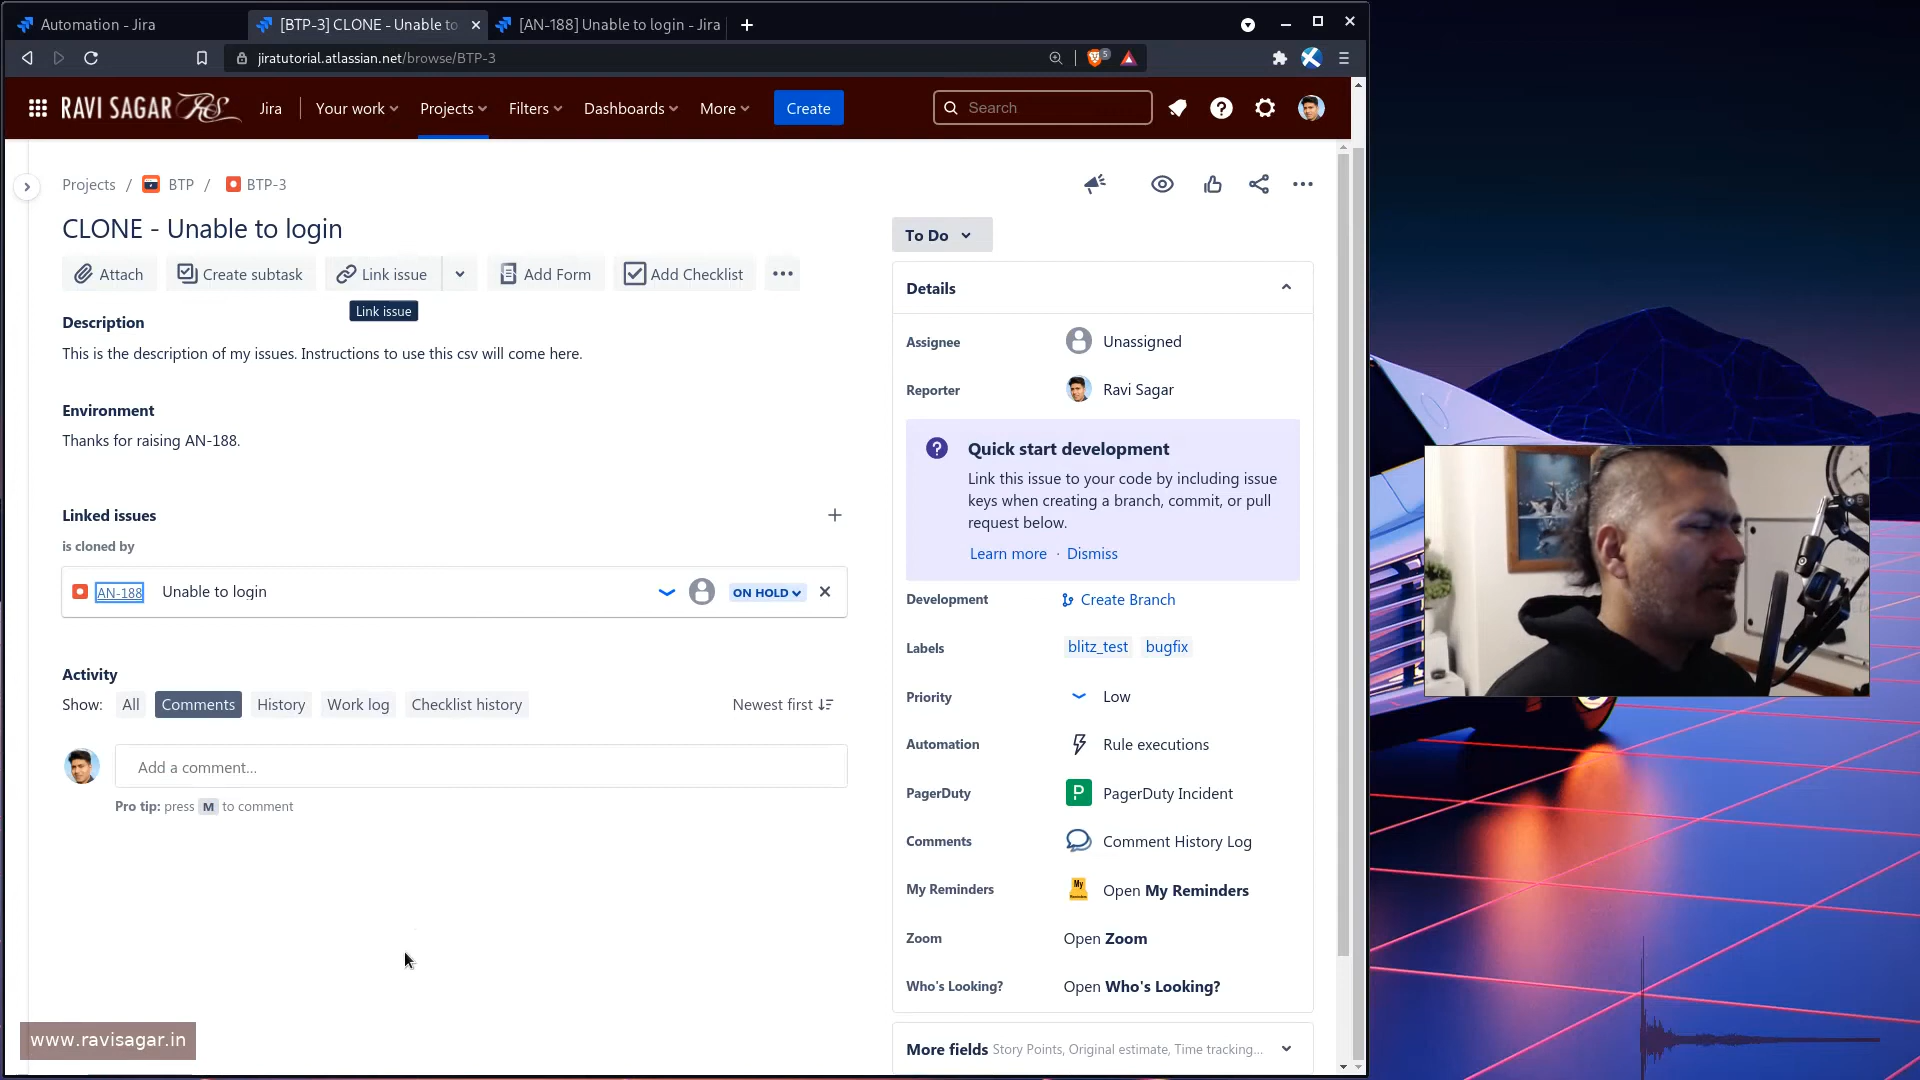 Automation - Jira
[BTP-3] CLONE - Unable to
[AN-188] Unable to login - Jira
jiratutorial.atlassian.net/browse/BTP-3
5
RAVI SAGAR RS
Jira
Your work
Projects
Filters
Dashboards
More
Create
Search
Projects / BTP / BTP-3
CLONE - Unable to login
To Do
Attach
Create subtask
Link issue
Add Form
Add Checklist
Link issue
Details
Description
This is the description of my issues. Instructions to use this csv will come here.
Assignee
Unassigned
Reporter
Ravi Sagar
Environment
Thanks for raising AN-188.
Quick start development
Link this issue to your code by including issue
keys when creating a branch, commit, or pull
request below.
Learn more · Dismiss
Linked issues
is cloned by
AN-188 Unable to login
ON HOLD
Development
Create Branch
Labels
blitz_test bugfix
Activity
Show: All Comments History Work log Checklist history
Newest first
Priority
Low
Automation
Rule executions
Add a comment…
Pro tip: press M to comment
PagerDuty
P PagerDuty Incident
Comments
Comment History Log
My Reminders
My
Open My Reminders
Zoom
Open Zoom
Who's Looking?
Open Who's Looking?
More fields Story Points, Original estimate, Time tracking...
www.ravisagar.in